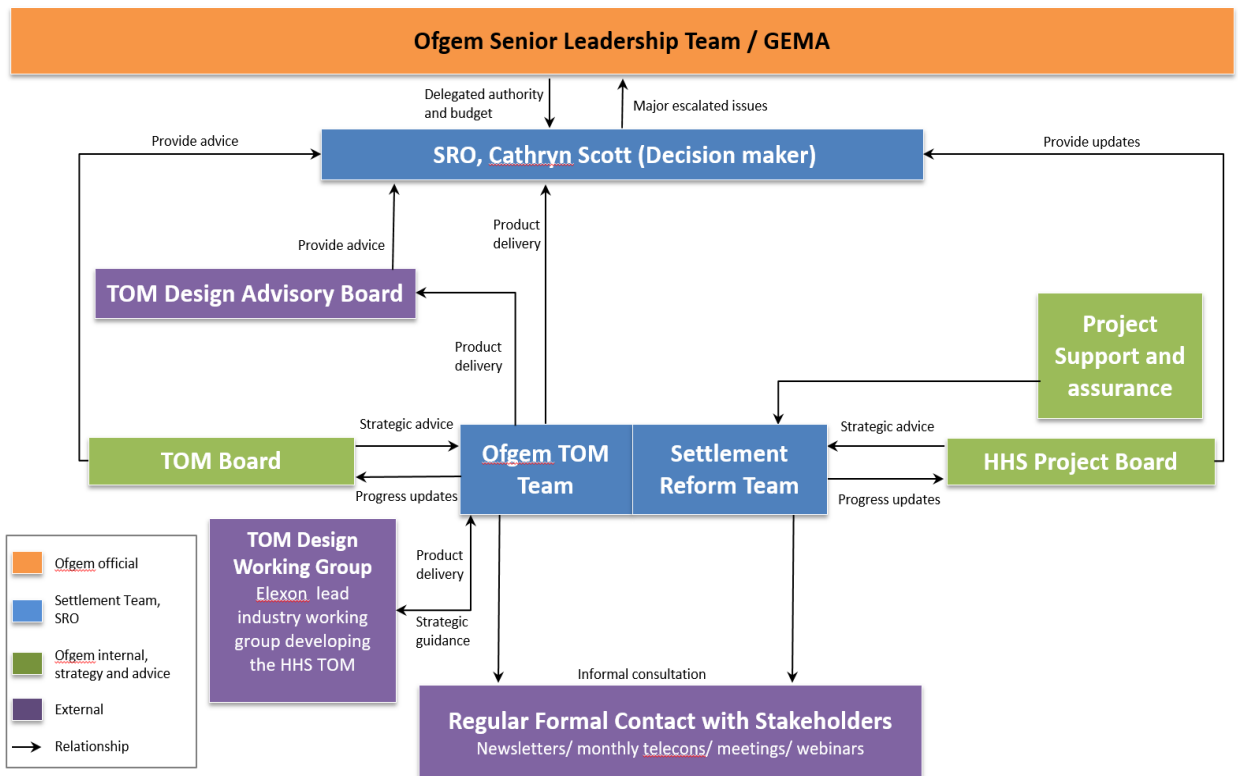 Ofgem Senior Leadership Team / GEMA
Delegated authority
and budget
Major escalated issues
Provide advice
SRO, Cathryn Scott (Decision maker)
Provide updates
Provide advice
Product
delivery
TOM Design Advisory Board
Product
delivery
Project
Support and
assurance
Strategic advice
Strategic advice
TOM Board
Ofgem TOM
Team
Settlement
Reform Team
HHS Project Board
Progress updates
Progress updates
TOM Design
Working Group
Elexon lead
industry working
group developing
the HHS TOM
Product
delivery
Strategic
guidance
Ofgem official
Settlement Team,
SRO
Ofgem internal,
strategy and advice
External
Relationship
Informal consultation
Regular Formal Contact with Stakeholders
Newsletters/ monthly telecons/ meetings/ webinars